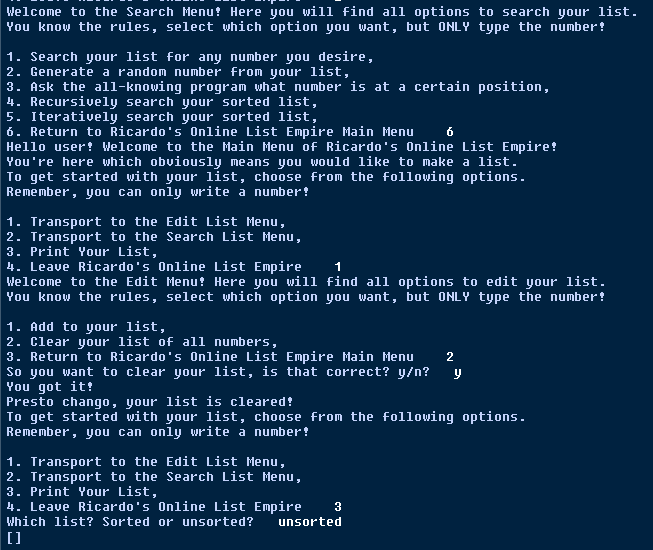 Welcome to the Search Menu! Here you will find all options to search your list.
You know the rules, select which option you want, but ONLY type the number!
1. Search your list for any number you desire,
2. Generate a random number from your list,
3. Ask the all-knowing program what number is at a certain position,
4. Recursively search your sorted list,
5. Iteratively search your sorted list,
6. Return to Ricardo's Online List Empire Main Menu    6
Hello user! Welcome to the Main Menu of Ricardo's Online List Empire!
You're here which obviously means you would like to make a list.
To get started with your list, choose from the following options.
Remember, you can only write a number!
1. Transport to the Edit List Menu,
2. Transport to the Search List Menu,
3. Print Your List,
4. Leave Ricardo's Online List Empire    1
Welcome to the Edit Menu! Here you will find all options to edit your list.
You know the rules, select which option you want, but ONLY type the number!
1. Add to your list,
2. Clear your list of all numbers,
3. Return to Ricardo's Online List Empire Main Menu    2
So you want to clear your list, is that correct? y/n?   y
You got it!
Presto chango, your list is cleared!
To get started with your list, choose from the following options.
Remember, you can only write a number!
1. Transport to the Edit List Menu,
2. Transport to the Search List Menu,
3. Print Your List,
4. Leave Ricardo's Online List Empire    3
Which list? Sorted or unsorted?   unsorted
[]